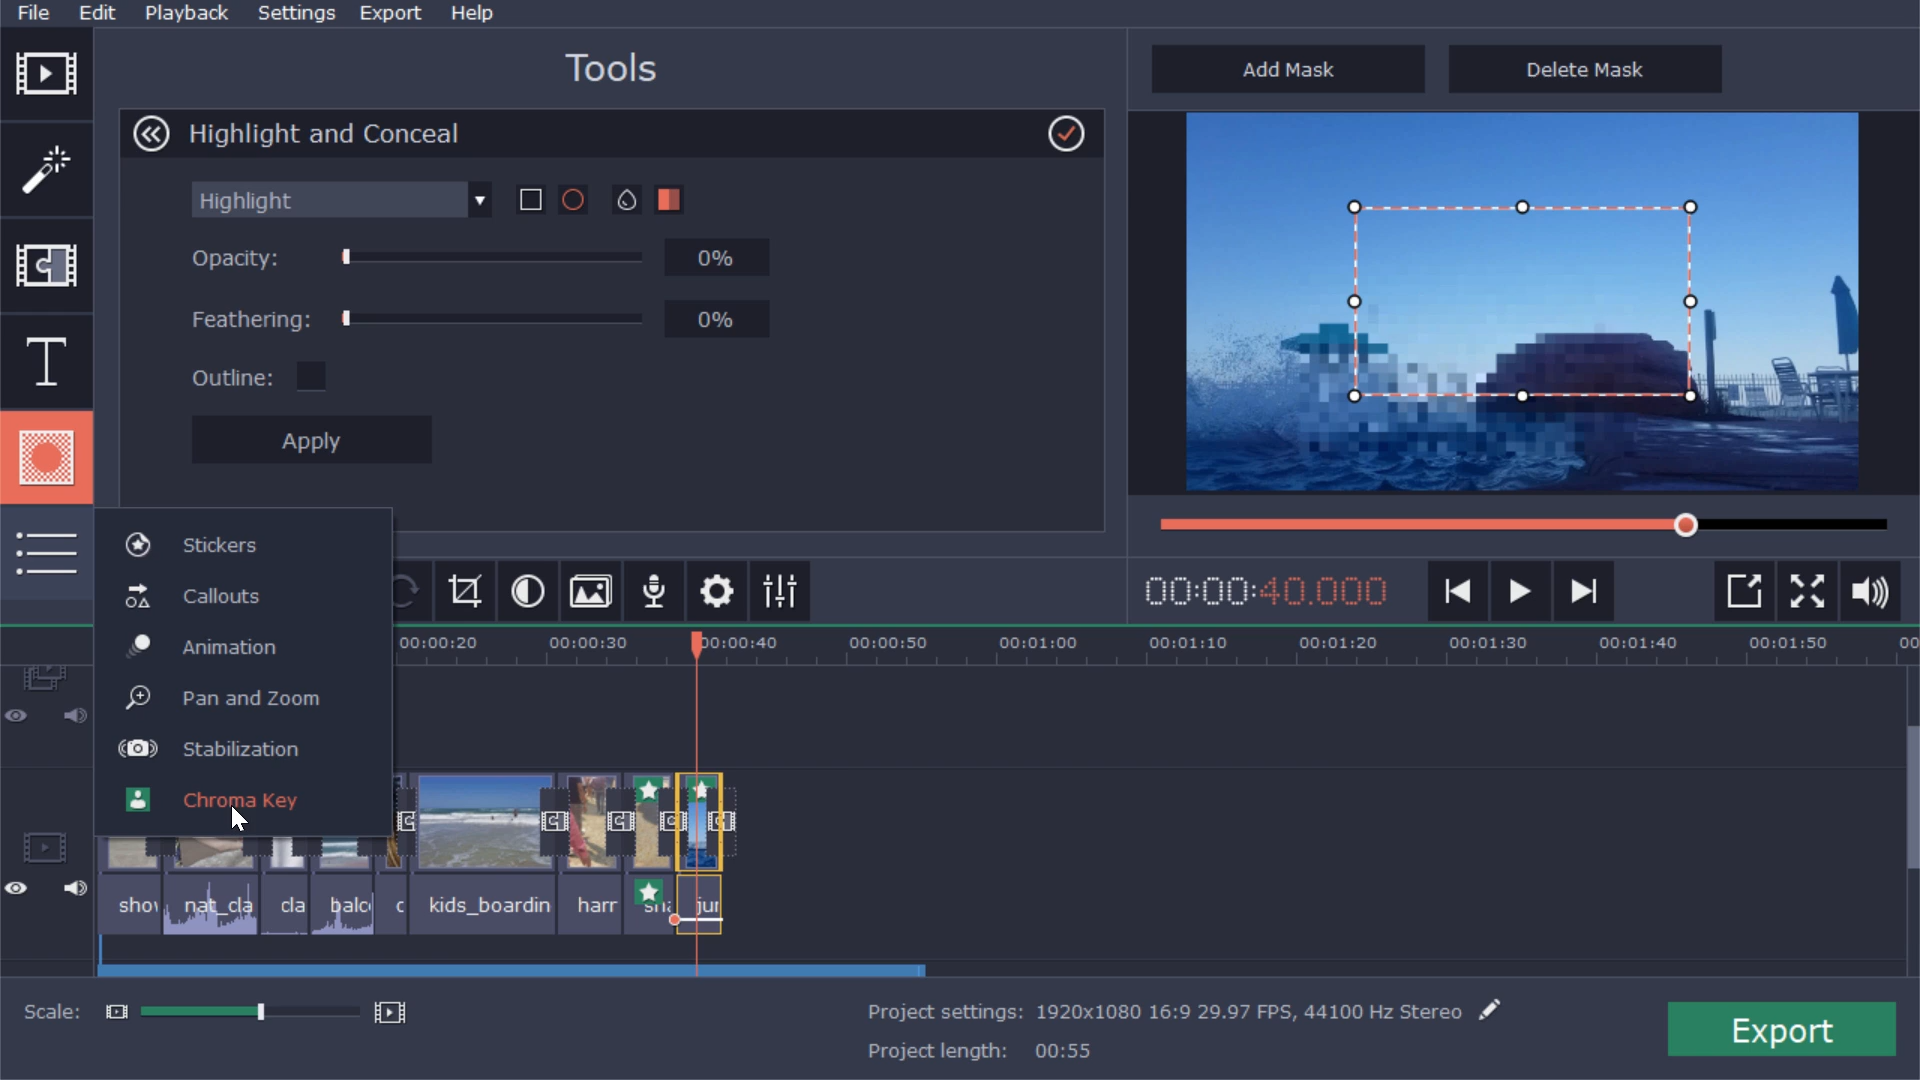 File Edit Playback Settings Export Help
Tools
Add Mask Delete Mask
Highlight and Conceal
Highlight
Opacity: 0%
Feathering: 0%
Outline:
Apply
Stickers
Callouts
Animation
Pan and Zoom
Stabilization
Chroma Key
00:00:40.000
00:00:20 00:00:30 00:00:40 00:00:50 00:01:00 00:01:10 00:01:20 00:01:30 00:01:40 00:01:50 00
nat_cla cla balc c kids_boardin harr
Scale:
Project settings: 1920x1080 16:9 29.97 FPS, 44100 Hz Stereo
Project length: 00:55
Export